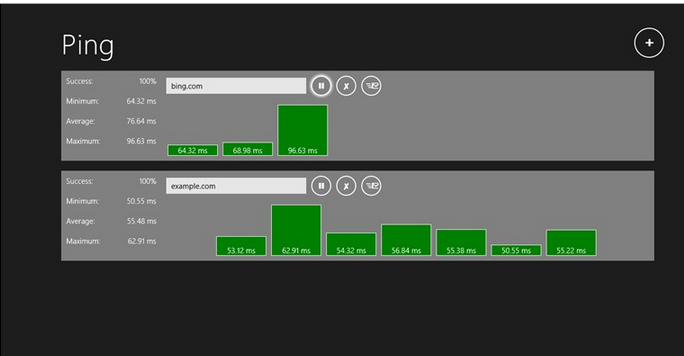 Ping
Success: 100%
bing.com
Minimum: 64.32 ms
Average: 76.64 ms
Maximum: 96.63 ms
64.32 ms 68.98 ms 96.63 ms
Success: 100%
example.com
Minimum: 50.55 ms
Average: 55.48 ms
Maximum: 62.91 ms
53.12 ms 62.91 ms 54.32 ms 56.84 ms 55.38 ms 50.55 ms 55.22 ms